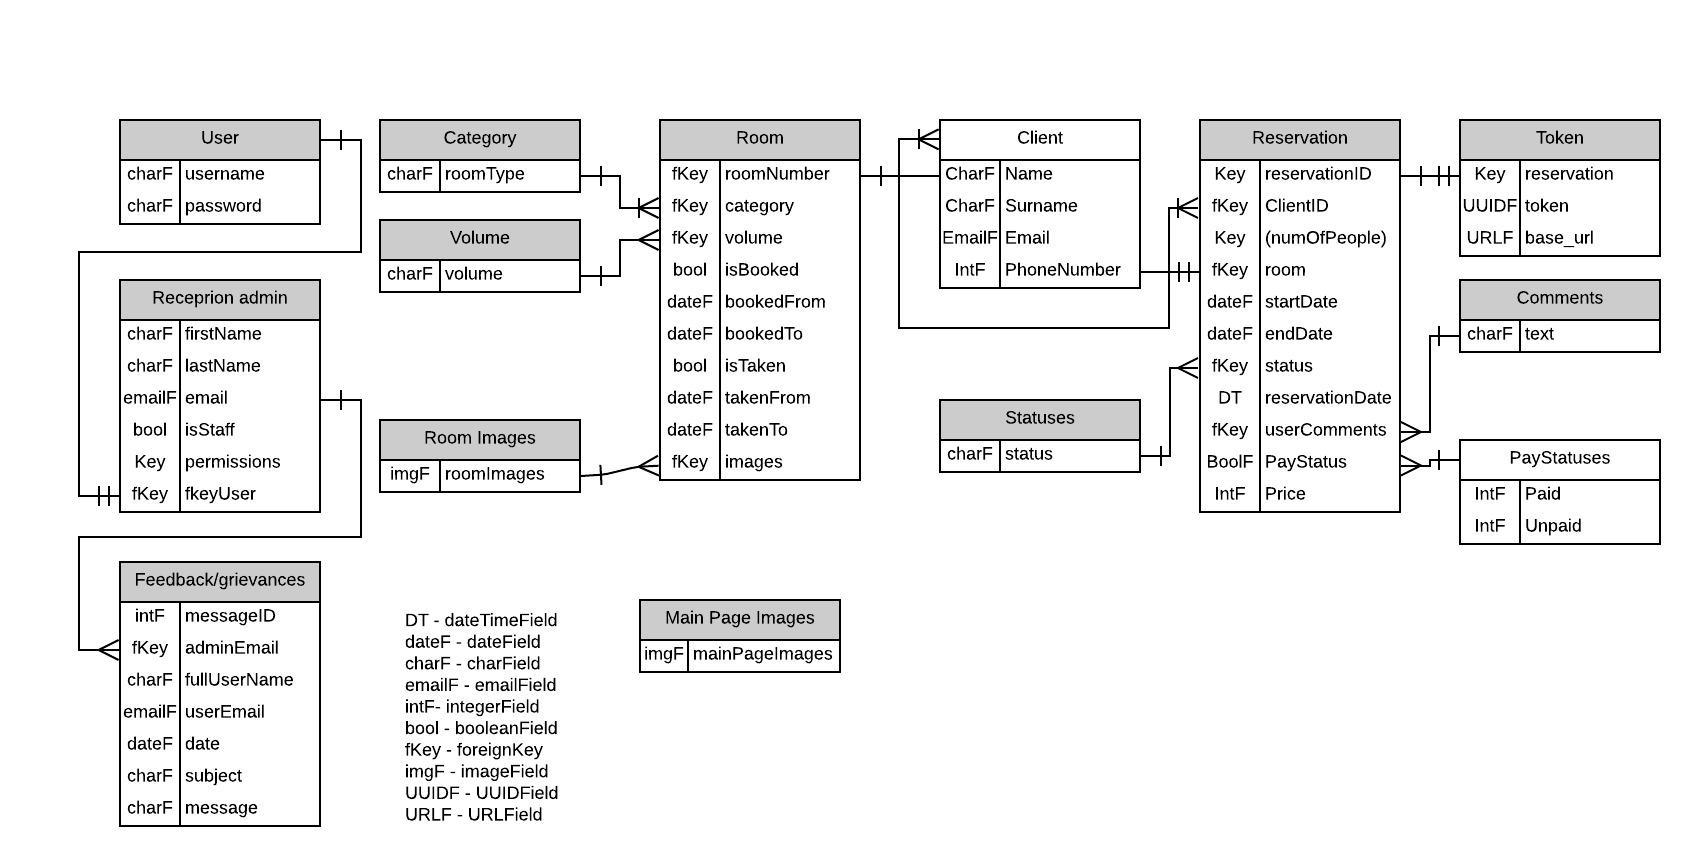 User
charF username
charF password
Category
charF roomType
Volume
charF volume
Room
fKey roomNumber
fKey category
fKey volume
bool isBooked
dateF bookedFrom
dateF bookedTo
bool isTaken
dateF takenFrom
dateF takenTo
fKey images
Client
CharF Name
CharF Surname
EmailF Email
IntF PhoneNumber
Reservation
Key reservationID
fKey ClientID
Key (numOfPeople)
fKey room
dateF startDate
dateF endDate
fKey status
DT reservationDate
fKey userComments
BoolF PayStatus
IntF Price
Token
Key reservation
UUIDF token
URLF base_url
Comments
charF text
Receprion admin
charF firstName
charF lastName
emailF email
bool isStaff
Key permissions
fKey fkeyUser
Room Images
imgF roomImages
Statuses
charF status
PayStatuses
IntF Paid
IntF Unpaid
Feedback/grievances
intF messageID
fKey adminEmail
charF fullUserName
emailF userEmail
dateF date
charF subject
charF message
DT - dateTimeField
dateF - dateField
charF - charField
emailF - emailField
intF- integerField
bool - booleanField
fKey - foreignKey
imgF - imageField
UUIDF - UUIDField
URLF - URLField
Main Page Images
imgF mainPageImages